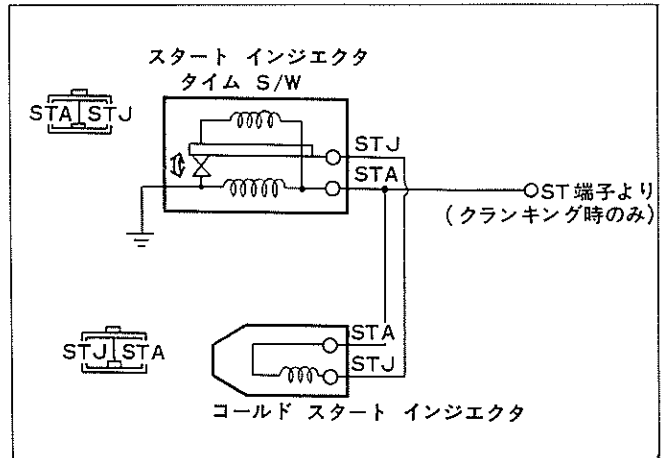 スタート インジェクタ
タイム S/W
STA STJ
STJ
STA
ST端子より
(クランキング時のみ)
STJ STA
STA
STJ
コールド スタート インジェクタ